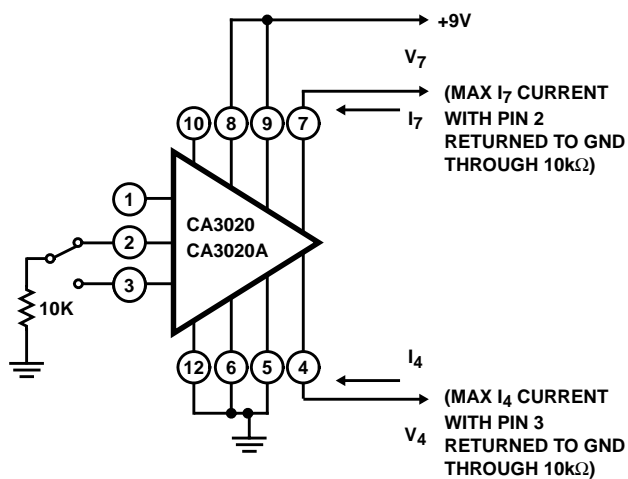 +9V
V7
(MAX I7 CURRENT
WITH PIN 2
RETURNED TO GND
THROUGH 10kΩ)
I7
10
8
9
7
1
CA3020
CA3020A
2
3
10K
12
6
5
4
I4
(MAX I4 CURRENT
WITH PIN 3
RETURNED TO GND
THROUGH 10kΩ)
V4